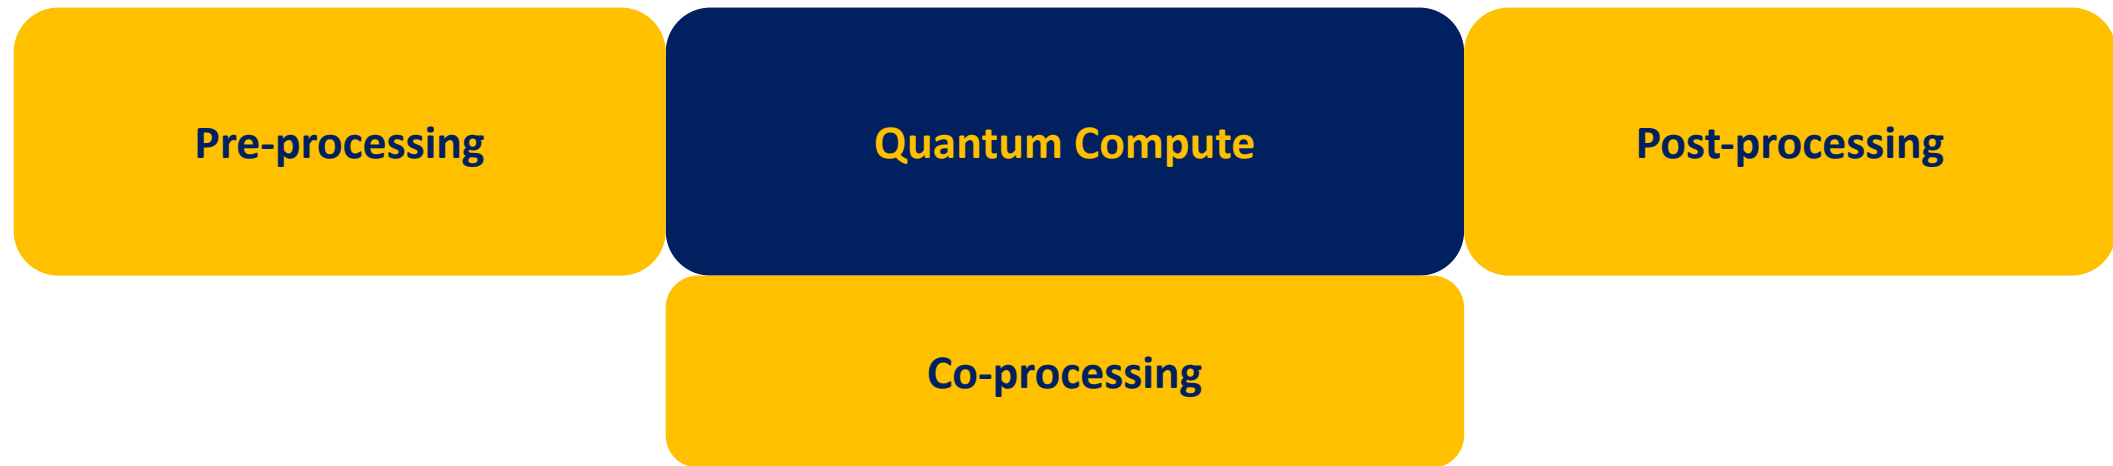 Pre-processing
Quantum Compute
Post-processing
Co-processing